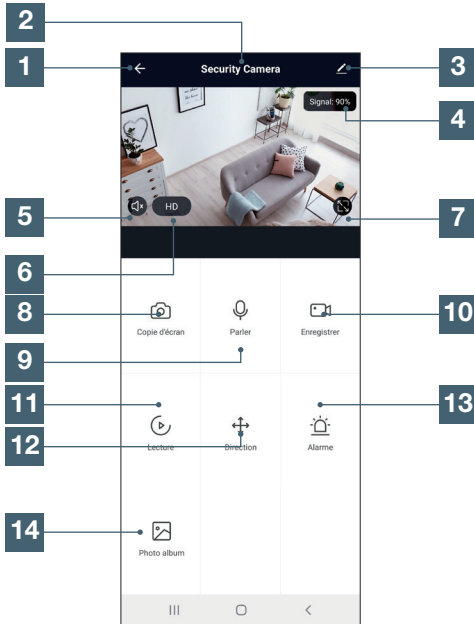 2
1
Security Camera
3
Signal: 90%
4
5
HD
7
6
8
Copie d'écran
Parler
Enregistrer
10
9
11
13
12
Lecture
Direction
Alarme
14
Photo album